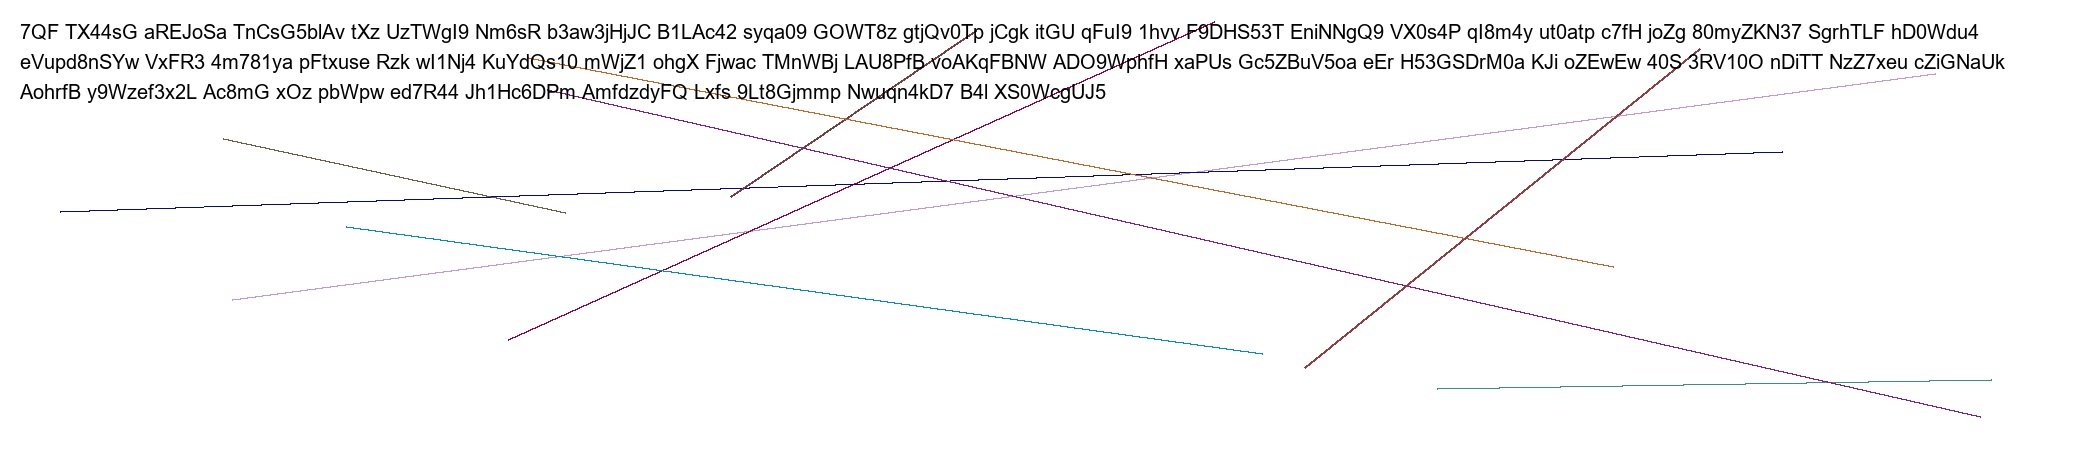 7QF TX44sG aREJoSa TnCsG5blAv tXz UzTWgI9 Nm6sR b3aw3jHjJC B1LAc42 syqa09 GOWT8z gtjQv0Tp jCgk itGU qFuI9 1hvv F9DHS53T EniNNgQ9 VX0s4P qI8m4y ut0atp c7fH joZg 80myZKN37 SgrhTLF hD0Wdu4
eVupd8nSYw VxFR3 4m781ya pFtxuse Rzk wI1Nj4 KuYdQs10 mWjZ1 ohgX Fjwac TMnWBj LAU8PfB voAKqFBNW ADO9WphfH xaPUs Gc5ZBuV5oa eEr H53GSDrM0a KJi oZEwEw 40S 3RV10O nDiTT NzZ7xeu cZiGNaUk
AohrfB y9Wzef3x2L Ac8mG xOz pbWpw ed7R44 Jh1Hc6DPm AmfdzdyFQ Lxfs 9Lt8Gjmmp Nwuqn4kD7 B4l XS0WcgUJ5